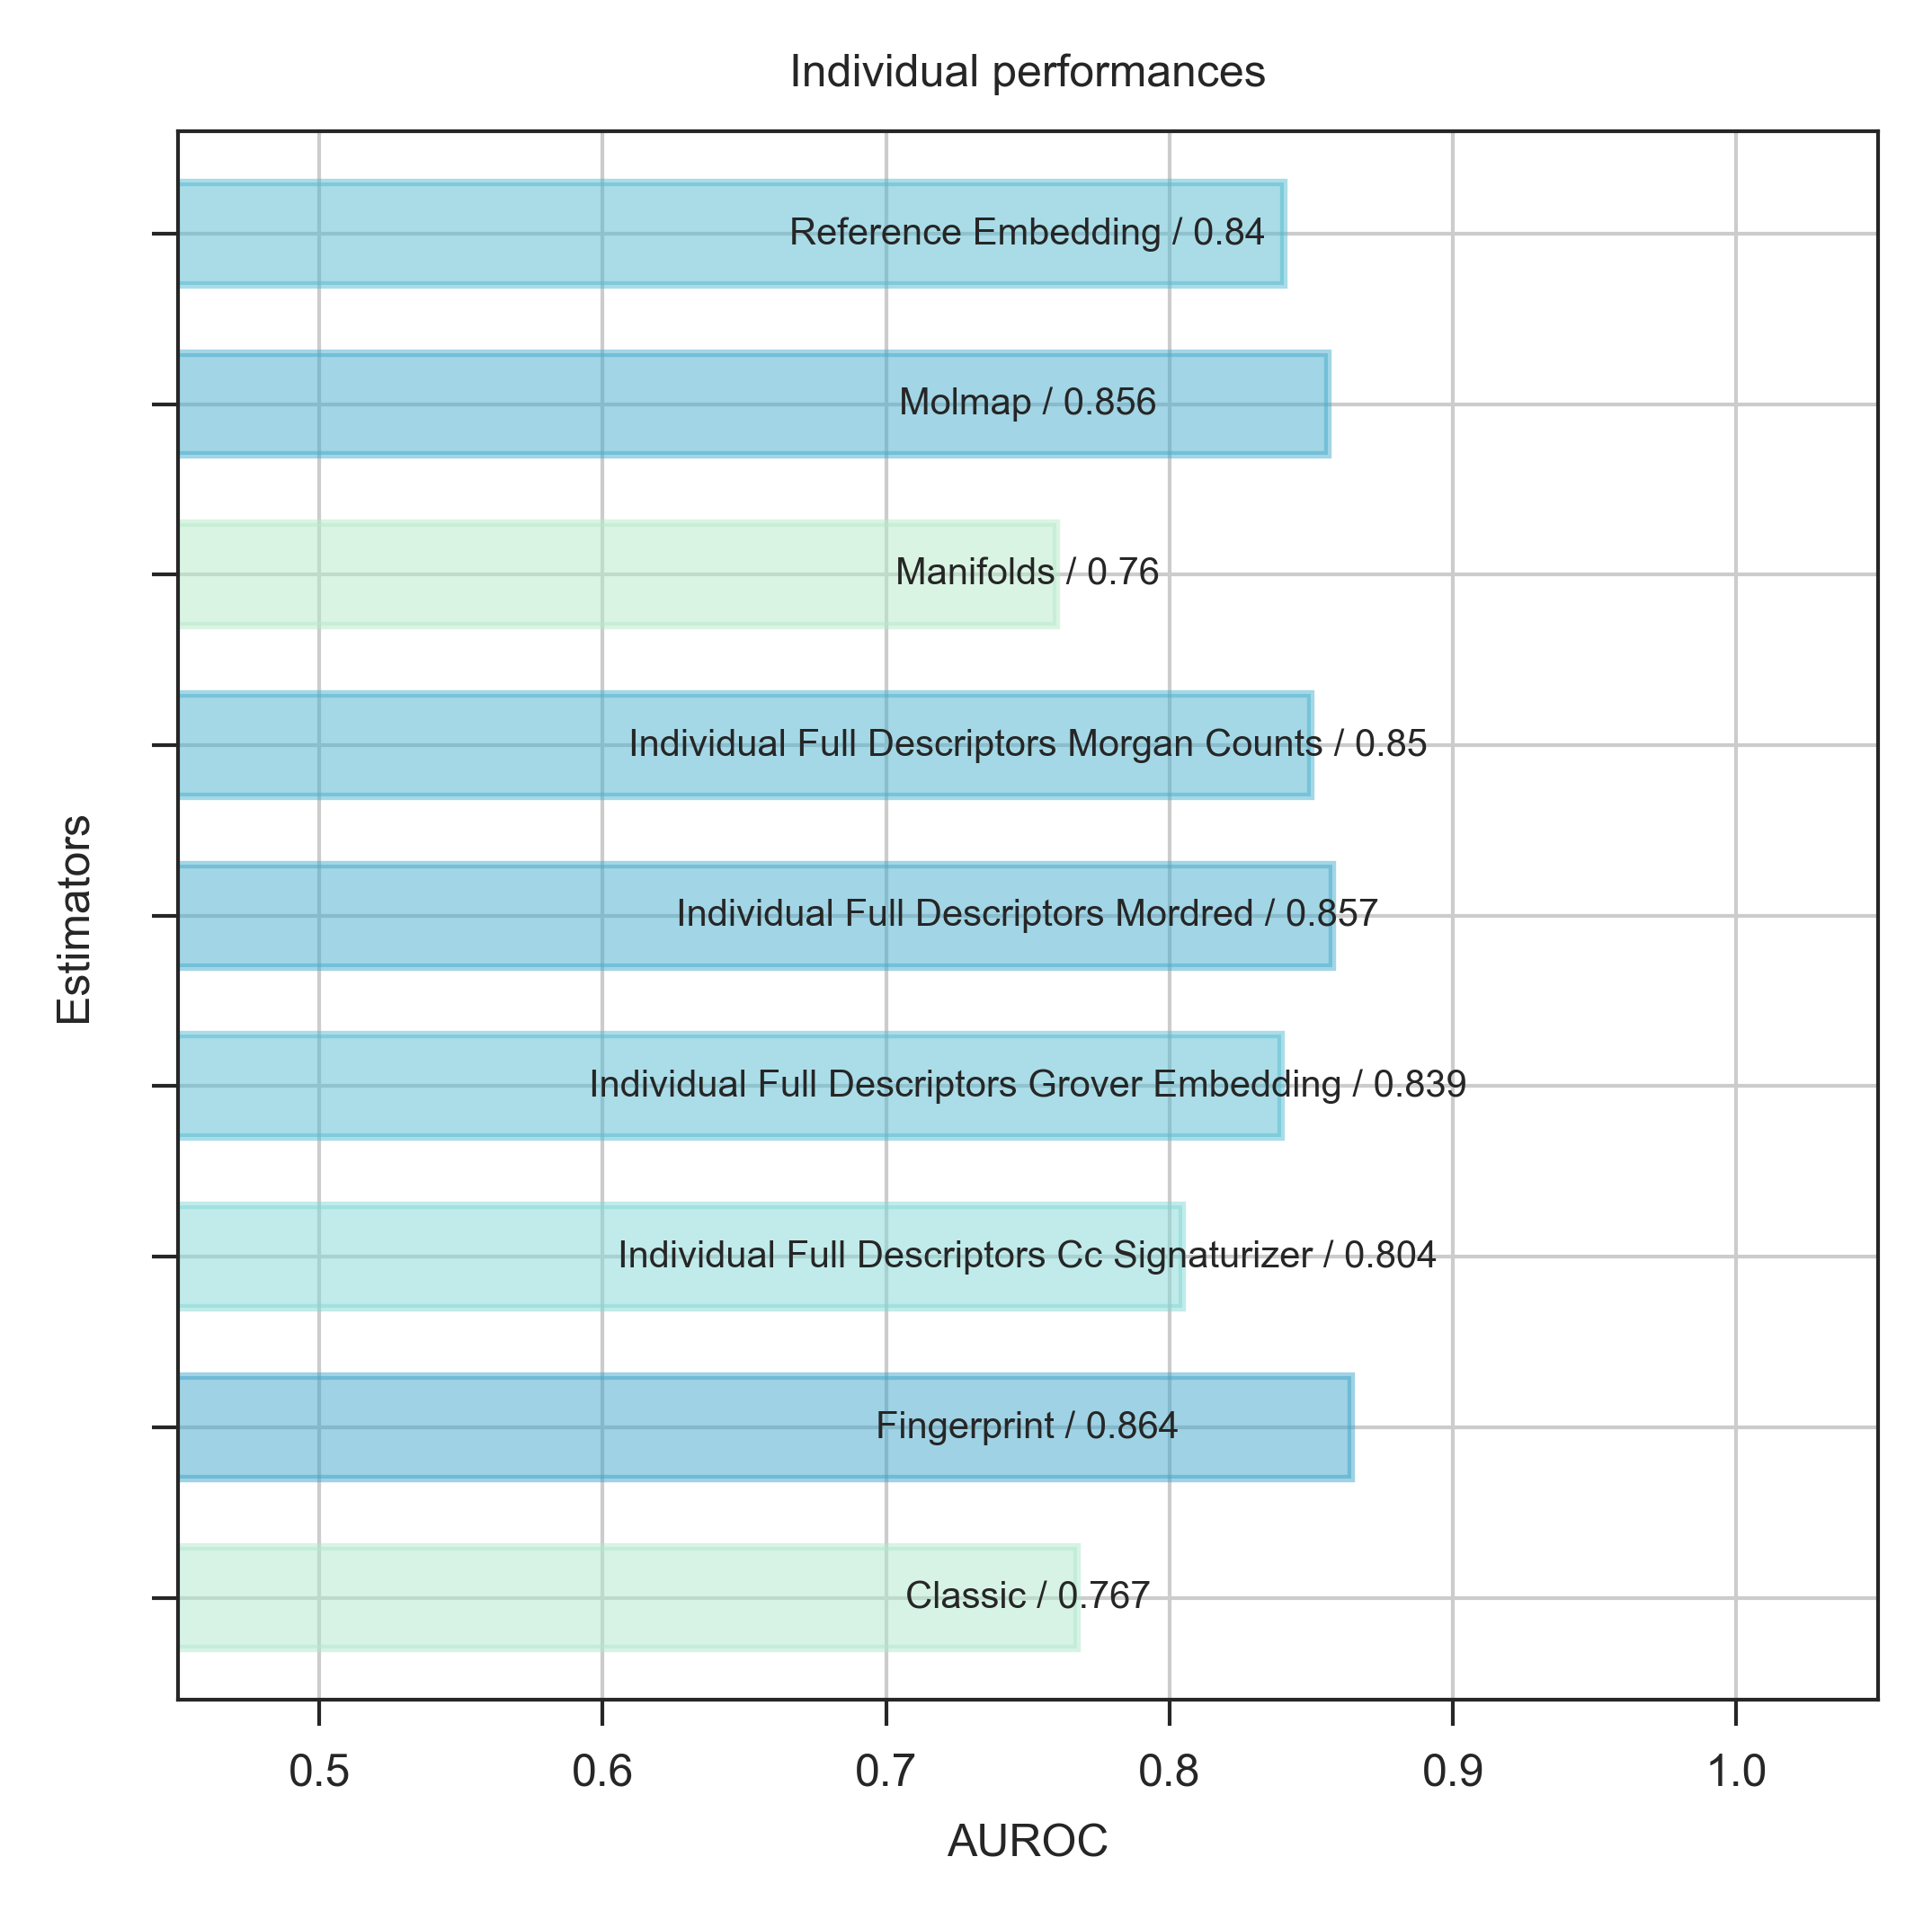 Individual performances
Reference Embedding / 0.84
Molmap / 0.856
Manifolds / 0.76
Individual Full Descriptors Morgan Counts / 0.85
Individual Full Descriptors Mordred / 0.857
Individual Full Descriptors Grover Embedding / 0.839
Individual Full Descriptors Cc Signaturizer / 0.804
Fingerprint / 0.864
Classic / 0.767
Estimators
0.5 0.6 0.7 0.8 0.9 1.0
AUROC